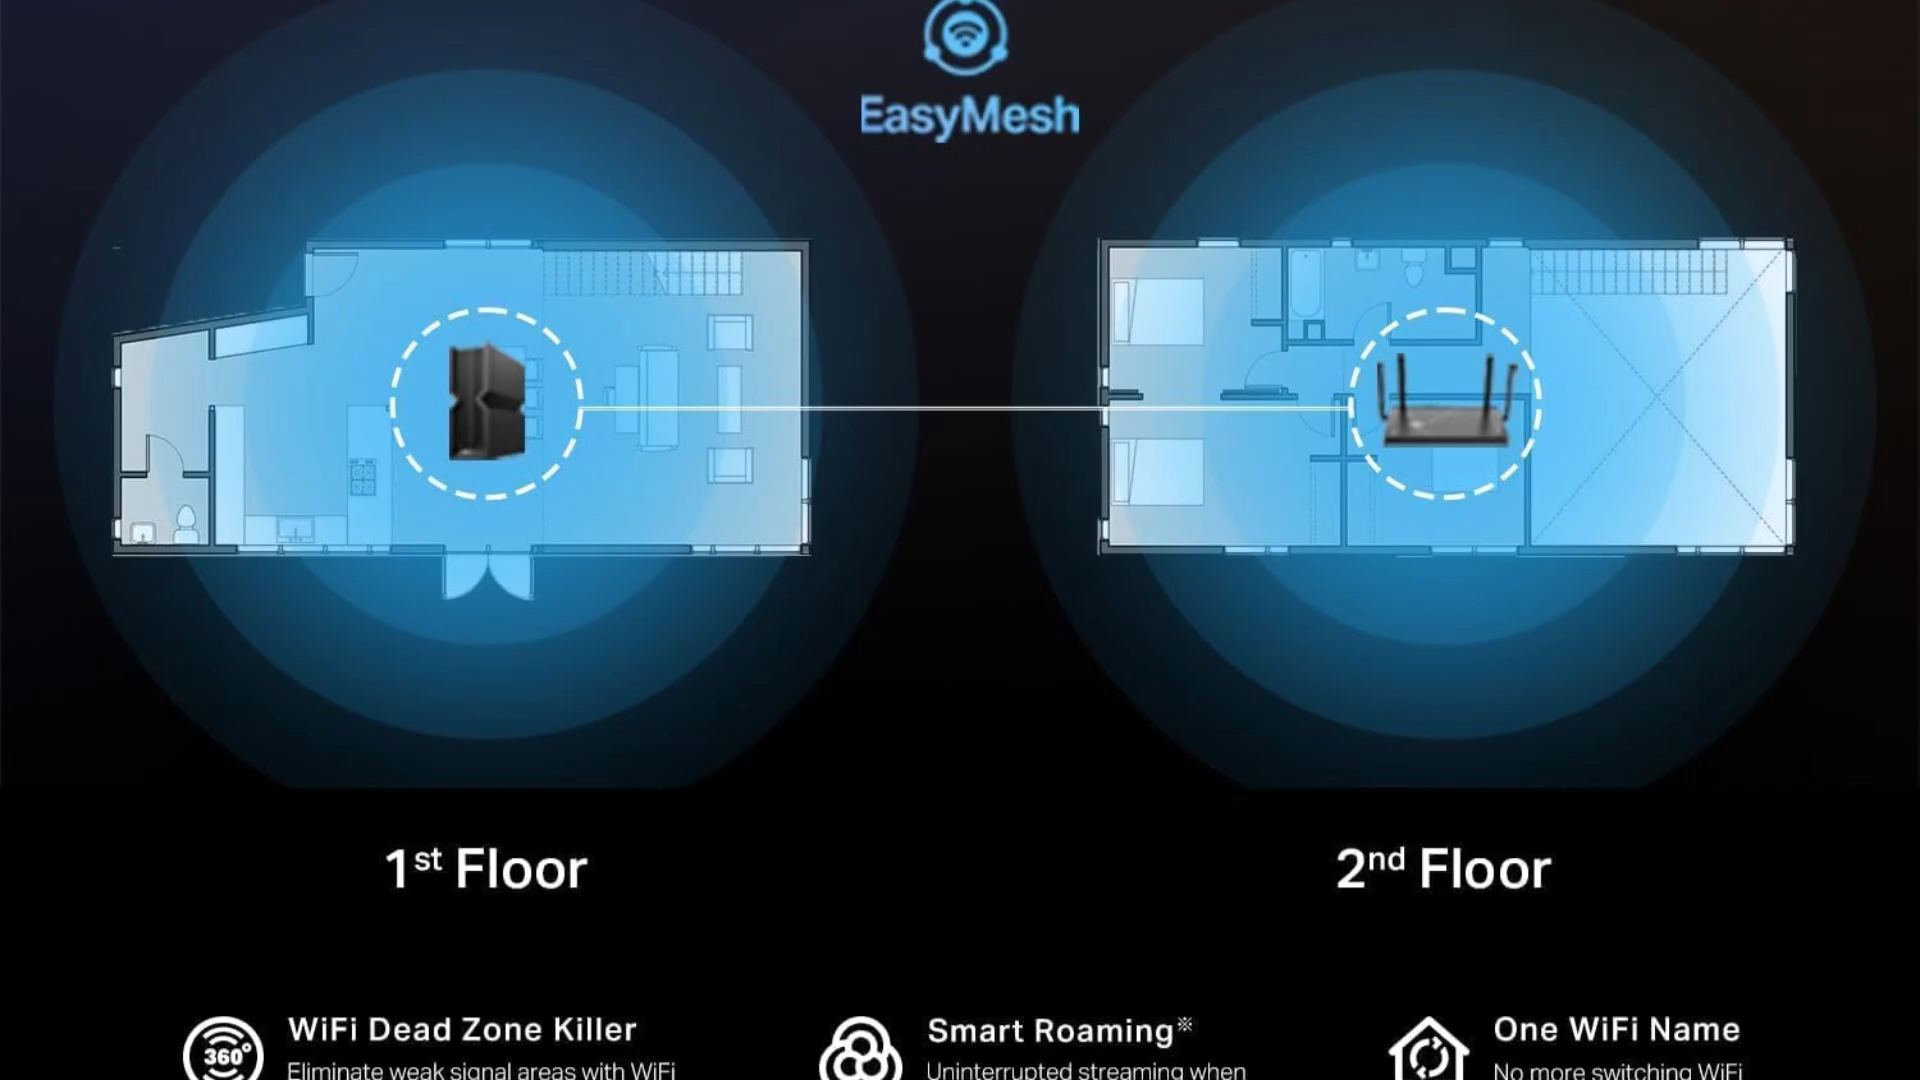 EasyMesh
1st Floor
2nd Floor
WiFi Dead Zone Killer
Eliminate weak signal areas with WiFi
360°
Smart Roaming※
Uninterrupted streaming when
One WiFi Name
No more switching WiFi